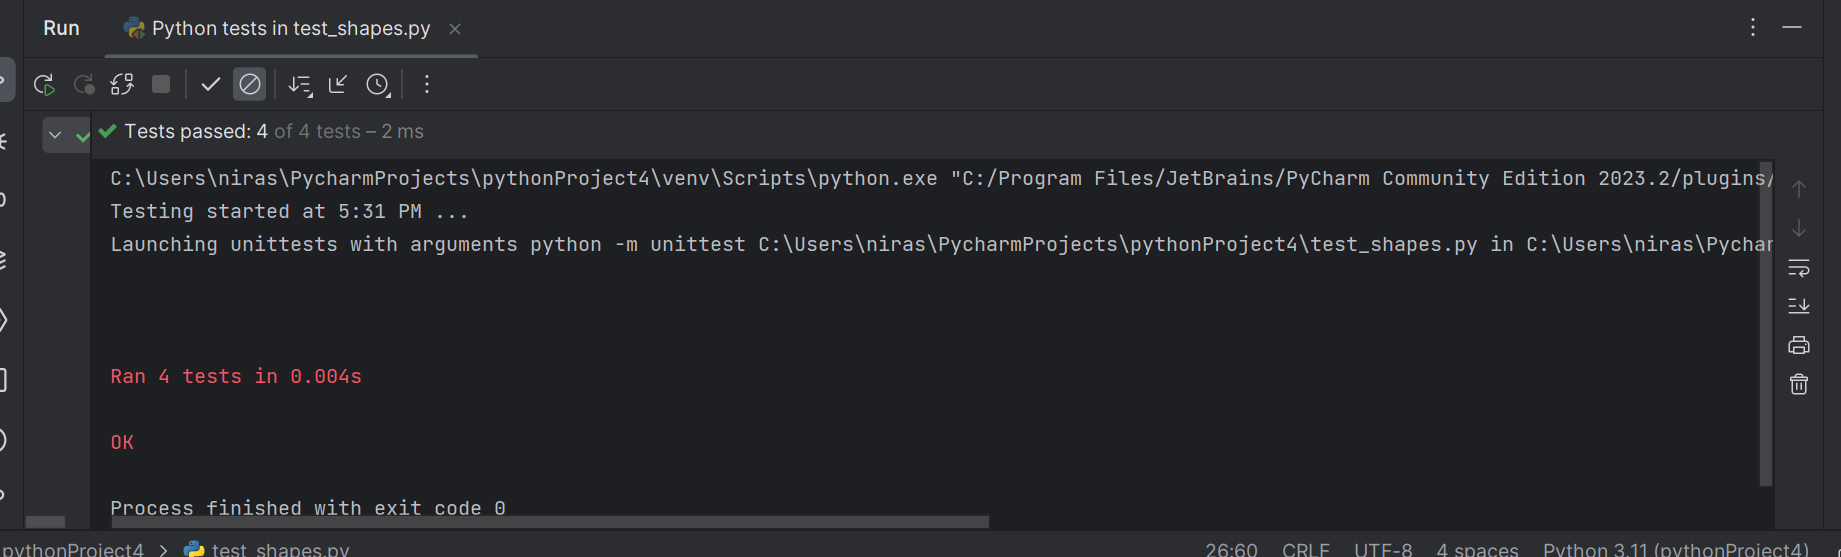 Run Python tests in test_shapes.py
Tests passed: 4 of 4 tests – 2 ms
C:\Users\niras\PycharmProjects\pythonProject4\venv\Scripts\python.exe "C:/Program Files/JetBrains/PyCharm Community Edition 2023.2/plugins/
Testing started at 5:31 PM ...
Launching unittests with arguments python -m unittest C:\Users\niras\PycharmProjects\pythonProject4\test_shapes.py in C:\Users\niras\Pychar
Ran 4 tests in 0.004s
OK
Process finished with exit code 0
pythonProject4 > test_shapes.py 26:60 CRLF UTF-8 4 spaces Python 3.11 (pythonProject4)